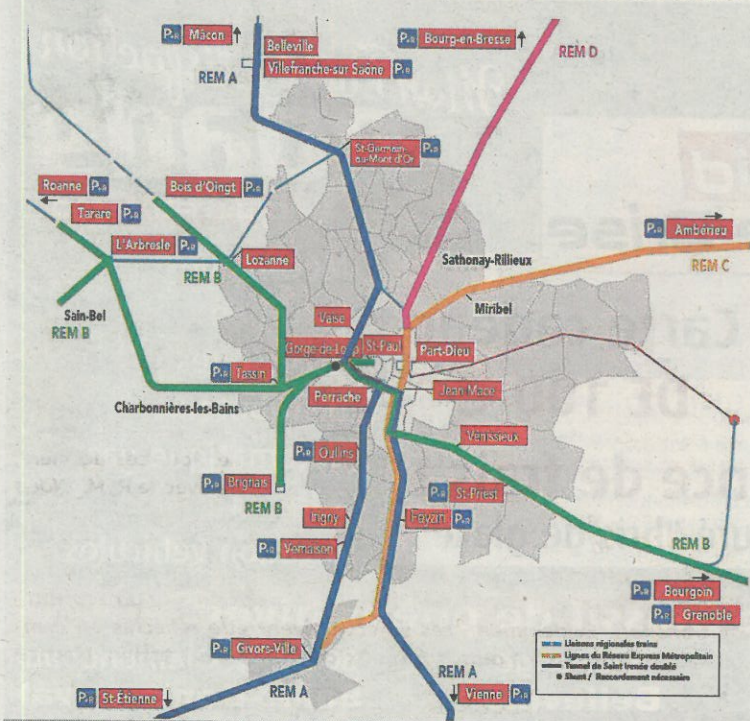 P+R Mâcon
Belleville
P+R Bourg-en-Bresse
REM D
REM A
Villefranche-sur Saône P+R
St-Germain-au-Mont d'Or P+R
Roanne P+R
Bois d'Oingt P+R
Tarare P+R
P+R Ambérieu
L'Arbresle P+R
Lozanne
Sathonay-Rillieux
REM C
REM B
Miribel
Sain-Bel
REM B
Vaise
Gorge-de-Loup
St-Paul
Part-Dieu
P+R Tassin
Jean Macé
Perrache
Charbonnières-les-Bains
Vénissieux
P+R Oullins
P+R Brignais
P+R St-Priest
REM B
Irigny
Feyzin P+R
P+R Vernaison
REM B
P+R Bourgoin
P+R Grenoble
P+R Givors-Ville
Liaisons régionales trains
Lignes du Réseau Express Métropolitain
Tunnel de Saint Irenée doublé
Shunt / Raccordement nécessaire
REM A
REM A
P+R St-Étienne
Vienne P+R